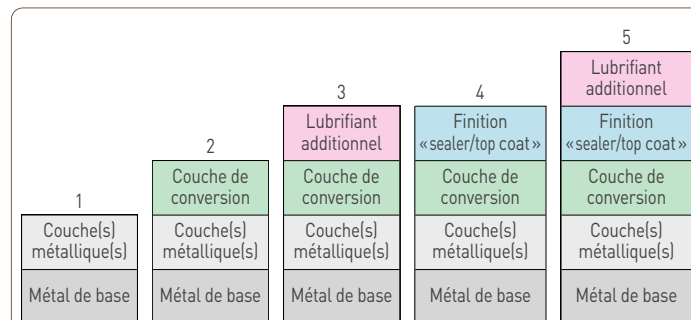 1
Couche(s)
métallique(s)
Métal de base
2
Couche de
conversion
Couche(s)
métallique(s)
Métal de base
3
Lubrifiant
additionnel
Couche de
conversion
Couche(s)
métallique(s)
Métal de base
4
Finition
«sealer/top coat»
Couche de
conversion
Couche(s)
métallique(s)
Métal de base
5
Lubrifiant
additionnel
Finition
«sealer/top coat»
Couche de
conversion
Couche(s)
métallique(s)
Métal de base